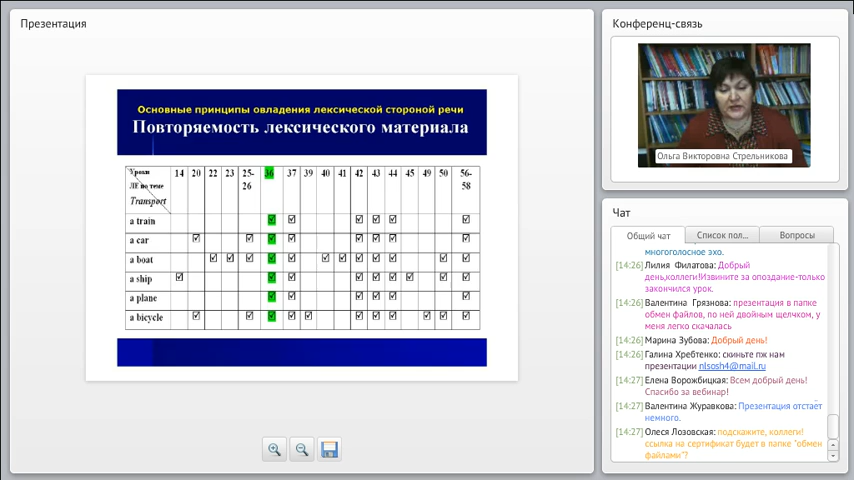 Презентация
Основные принципы овладения лексической стороной речи
Повторяемость лексического материала
Уроки 14 20 22 23 25-26 36 37 39 40 41 42 43 44 45 49 50 56-58
ЛЕ по теме
Transport
a train
a car
a boat
a ship
a plane
a bicycle
Конференц-связь
Ольга Викторовна Стрельникова
Чат
Общий чат Список пол... Вопросы
многоголосное эхо.
[14:26] Лилия Филатова: Добрый
день,коллеги!Извините за опоздание-только
закончился урок.
[14:26] Валентина Грязнова: презентация в папке
обмен файлов, по ней двойным щелчком, у
меня легко скачалась
[14:26] Марина Зубова: Добрый день!
[14:26] Галина Хребтенко: скиньте пж нам
презентации nlsosh4@mail.ru
[14:27] Елена Ворожбицкая: Всем добрый день!
Спасибо за вебинар!
[14:27] Валентина Журавкова: Презентация отстаёт
немного.
[14:27] Олеся Лозовская: подскажите, коллеги!
ссылка на сертификат будет в папке "обмен
файлами"?